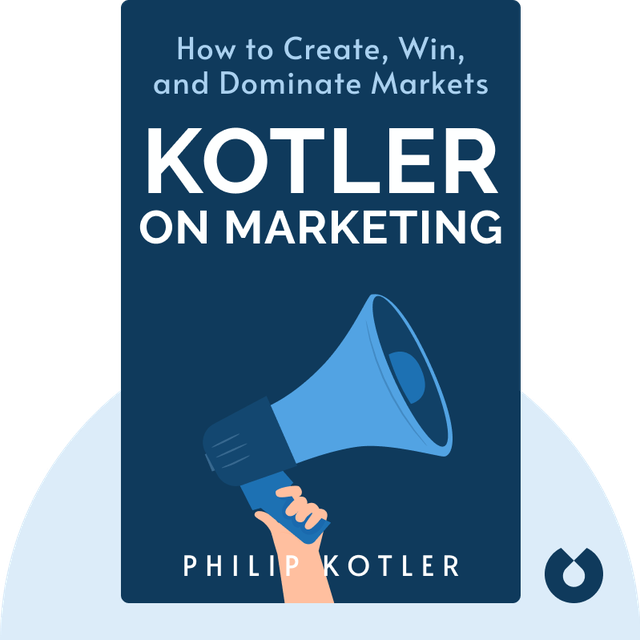 How to Create, Win,
and Dominate Markets
KOTLER
ON MARKETING
PHILIP KOTLER